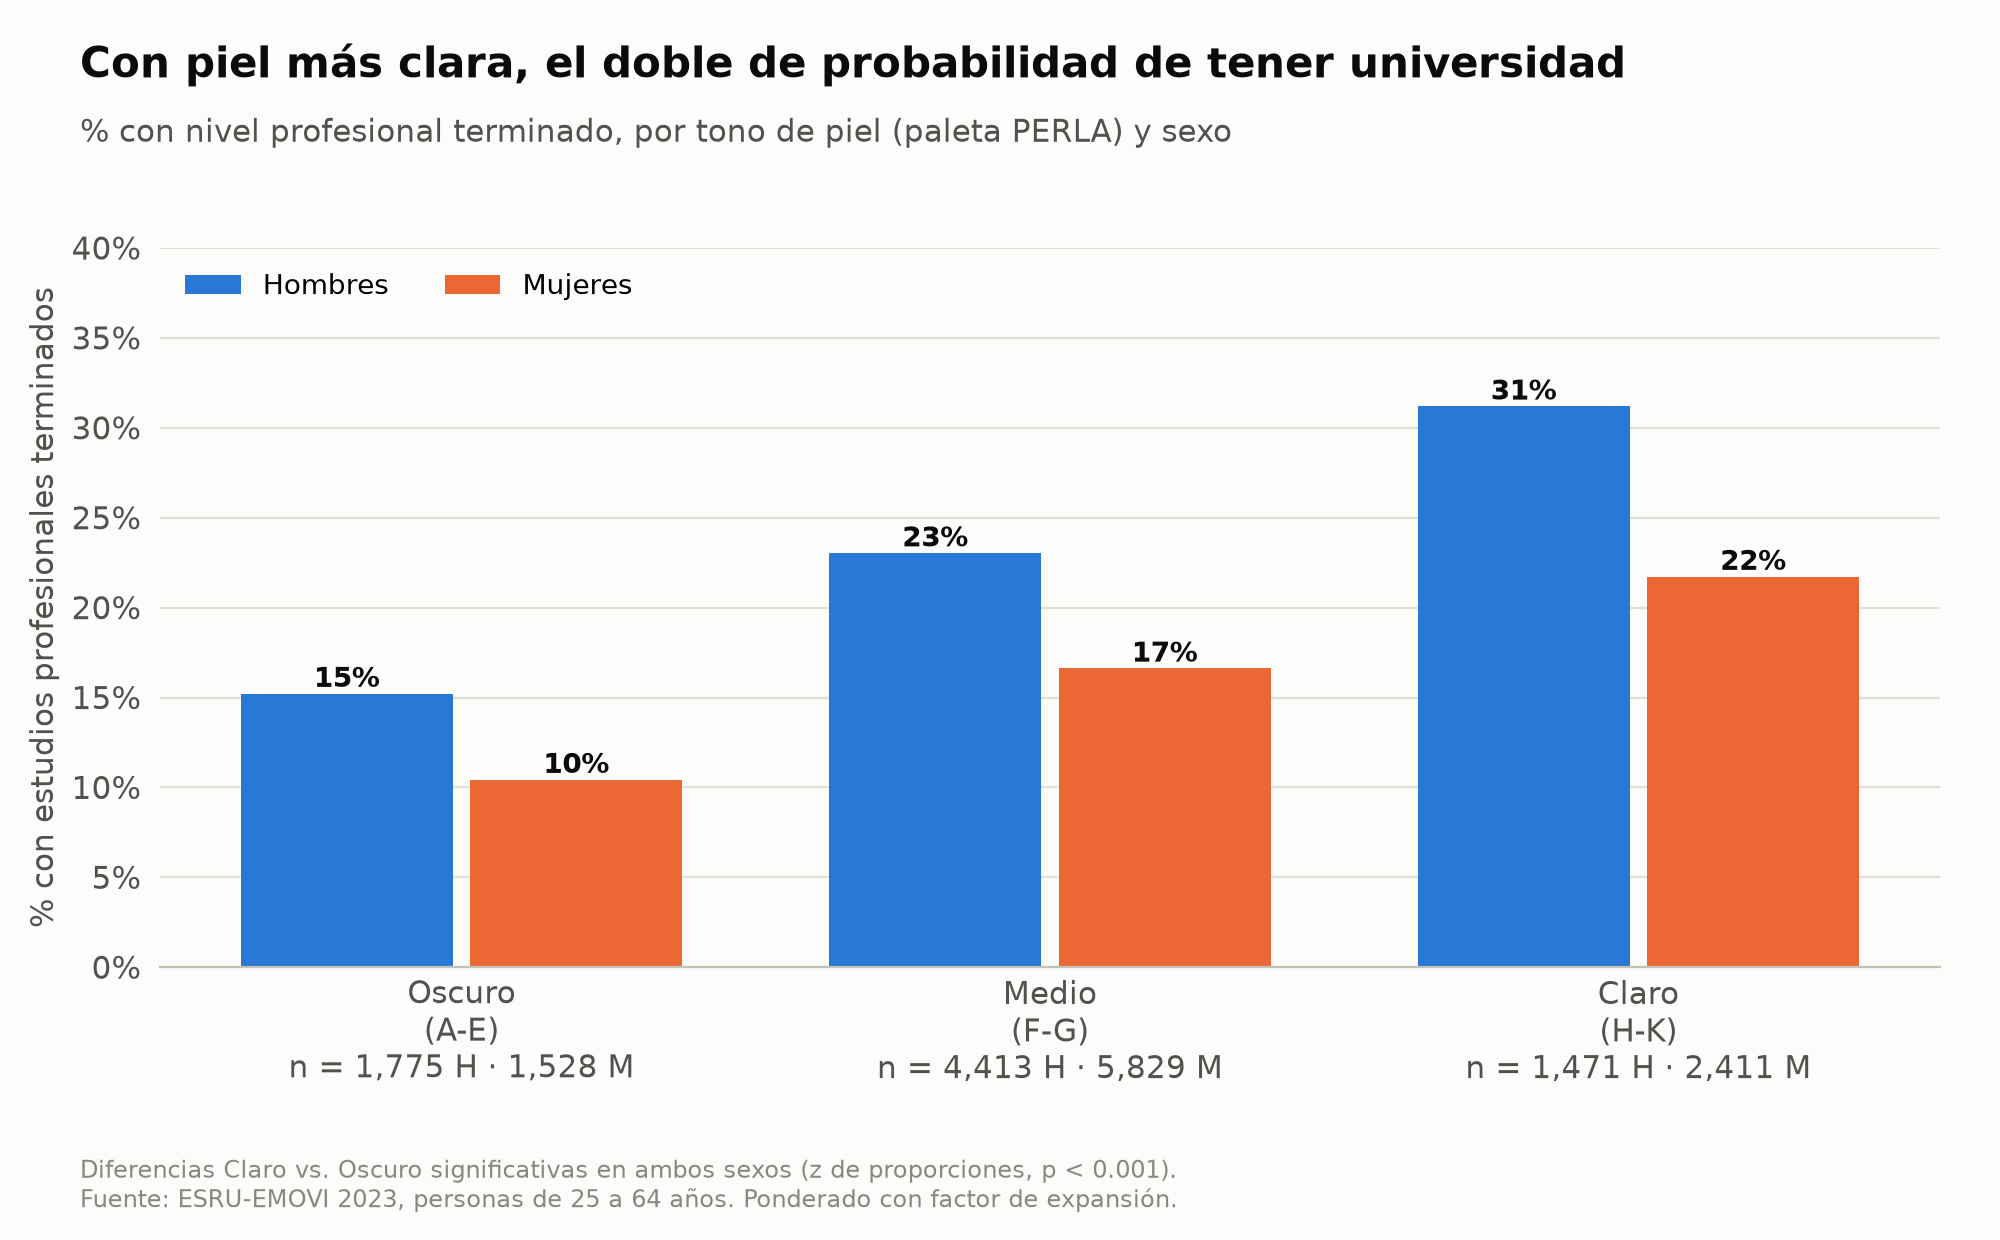 Con piel más clara, el doble de probabilidad de tener universidad
% con nivel profesional terminado, por tono de piel (paleta PERLA) y sexo
% con estudios profesionales terminados
40%
35%
30%
25%
20%
15%
10%
5%
0%
Hombres
Mujeres
15%
10%
23%
17%
31%
22%
Oscuro
(A-E)
n = 1,775 H · 1,528 M
Medio
(F-G)
n = 4,413 H · 5,829 M
Claro
(H-K)
n = 1,471 H · 2,411 M
Diferencias Claro vs. Oscuro significativas en ambos sexos (z de proporciones, p < 0.001).
Fuente: ESRU-EMOVI 2023, personas de 25 a 64 años. Ponderado con factor de expansión.